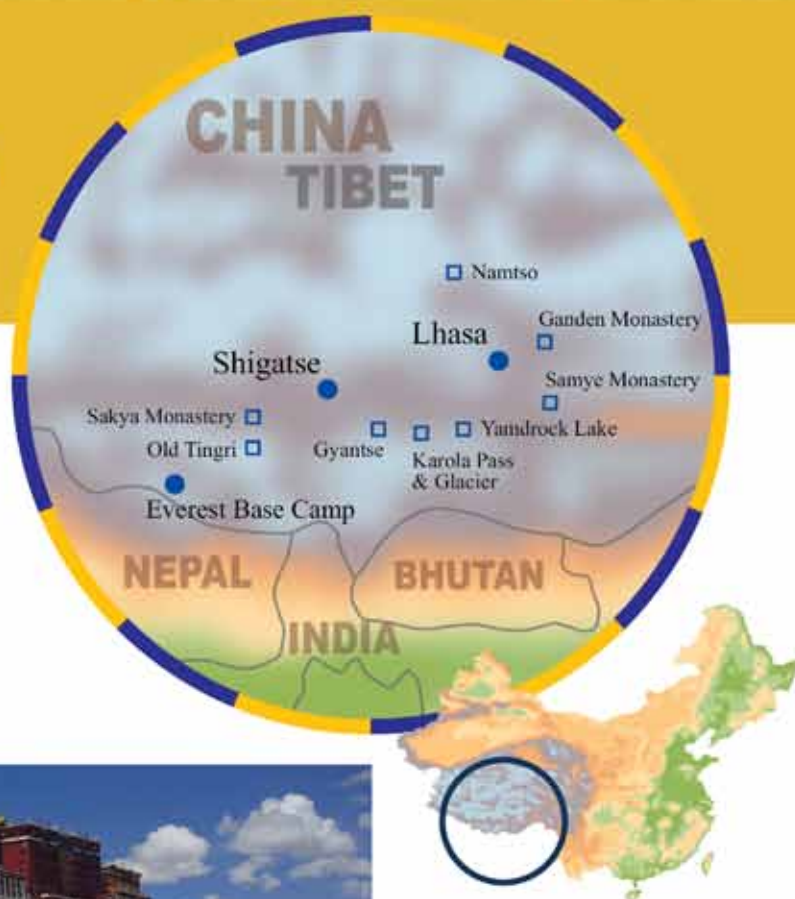 CHINA
TIBET
Namtso
Ganden Monastery
Lhasa
Shigatse
Samye Monastery
Sakya Monastery
Yamdrock Lake
Old Tingri
Gyantse
Karola Pass
& Glacier
Everest Base Camp
NEPAL
BHUTAN
INDIA